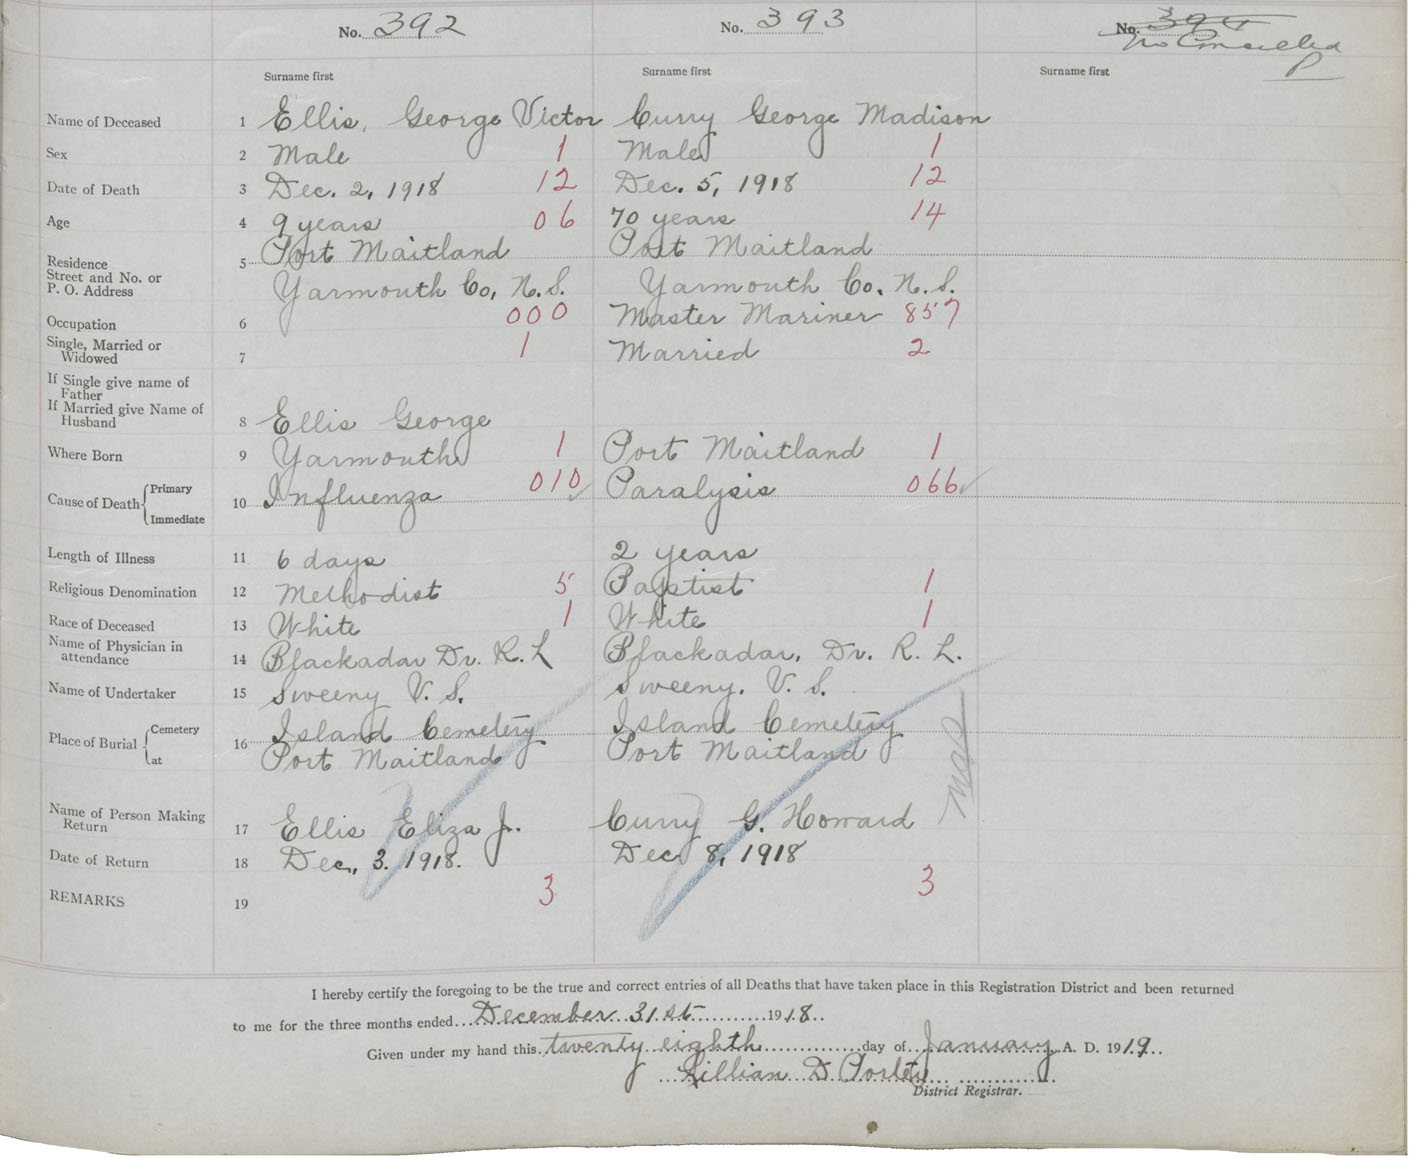 No. 392 No. 393 No. 394
No Cancelled
P
Surname first Surname first Surname first
Name of Deceased 1 Ellis, George Victor Curry George Madison
Sex 2 Male 1 Male 1
Date of Death 3 Dec. 2, 1918 12 Dec. 5, 1918 12
Age 4 9 years 06 70 years 14
Residence
Street and No. or
P. O. Address
5 Port Maitland Port Maitland
Yarmouth Co, N.S. Yarmouth Co. N.S.
Occupation 6 000 Master Mariner 857
Single, Married or
Widowed 7 1 Married 2
If Single give name of
Father
If Married give Name of
Husband 8 Ellis George
Where Born 9 Yarmouth 1 Port Maitland 1
Cause of Death Primary
Immediate
10 Influenza 010 Paralysis 066
Length of Illness 11 6 days 2 years
Religious Denomination 12 Methodist 5 Baptist 1
Race of Deceased 13 White 1 White 1
Name of Physician in
attendance 14 Blackadar Dr. R. L Blackadar, Dr. R. L.
Name of Undertaker 15 Sweeny V. S. Sweeny. V. S.
Place of Burial Cemetery
at
16 Island Cemetery Island Cemetery
Port Maitland Port Maitland
Name of Person Making
Return 17 Ellis Eliza J. Curry G. Howard
Date of Return 18 Dec, 3. 1918. Dec 8, 1918
REMARKS 19 3 3
I hereby certify the foregoing to be the true and correct entries of all Deaths that have taken place in this Registration District and been returned
to me for the three months ended December 31st 1918.
Given under my hand this twenty eighth day of January A. D. 1919.
Lillian D
District Registrar.